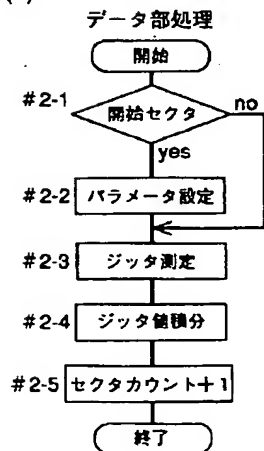 データ部処理
開始
#2-1
開始セクタ
no
yes
#2-2
パラメータ設定
#2-3
ジッタ測定
#2-4
ジッタ値積分
#2-5
セクタカウント+1
終了